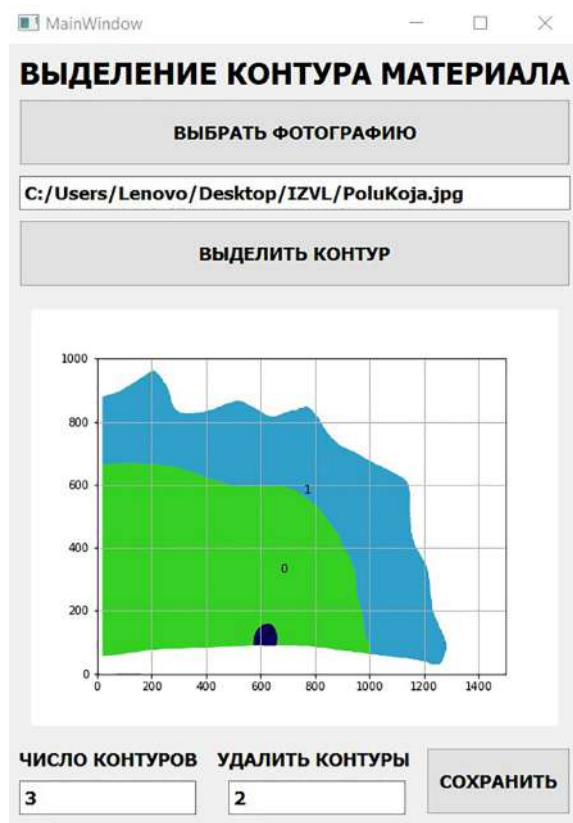 MainWindow
ВЫДЕЛЕНИЕ КОНТУРА МАТЕРИАЛА
ВЫБРАТЬ ФОТОГРАФИЮ
C:/Users/Lenovo/Desktop/IZVL/PoluKoja.jpg
ВЫДЕЛИТЬ КОНТУР
1000
800
600
400
200
0
1
0
0 200 400 600 800 1000 1200 1400
ЧИСЛО КОНТУРОВ УДАЛИТЬ КОНТУРЫ
3 2 СОХРАНИТЬ